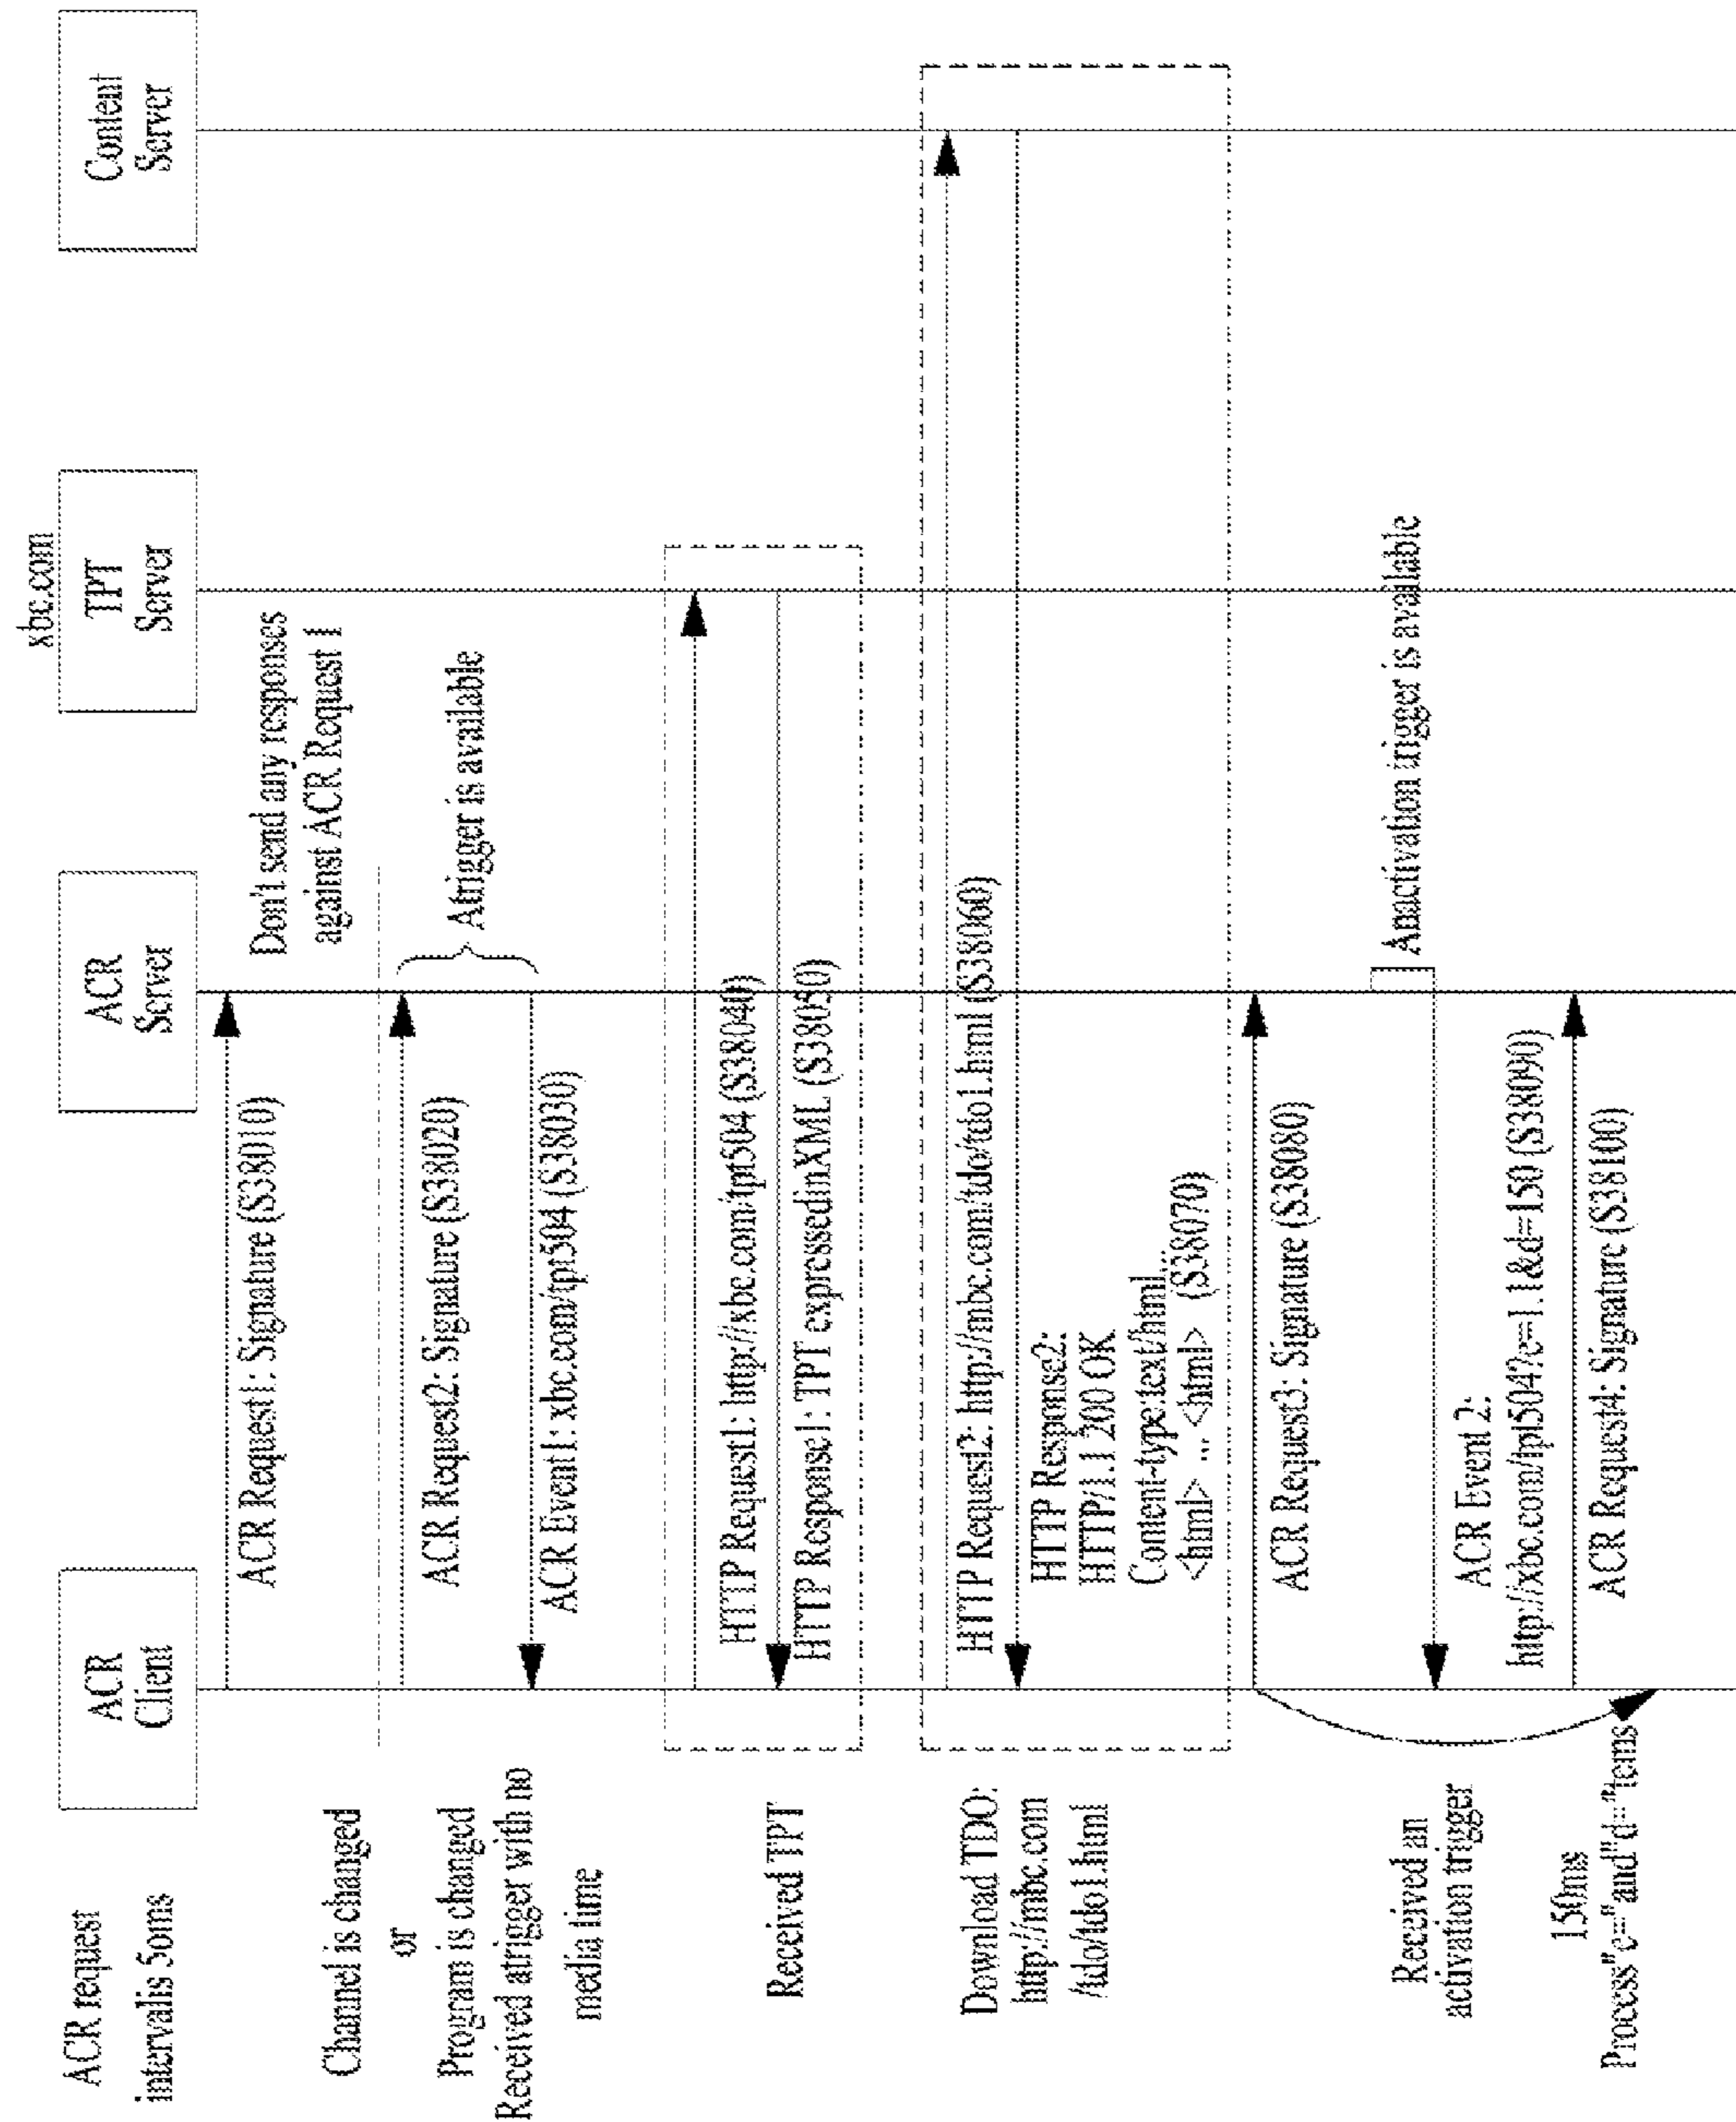 xbc.com
ACR
Client
ACR
Server
TPT
Server
Content
Server
ACR request
intervalis 5oms
ACR Request1: Signature (S38010)
Don't send any responses
against ACR Request 1
Channel is changed
or
Program is changed
Received atrigger with no
media time
ACR Request2: Signature (S38020)
Atrigger is available
ACR Event1: xbc.com/tpt504 (S38030)
Received TPT
HTTP Request1: http://xbc.com/tpt504 (S38040)
HTTP Response1: TPT expressedinXML (S38050)
Download TDO:
http://mbc.com
/tdo/tdo1.html
HTTP Request2: http://mbc.com/tdo/tdo1.html (S38060)
HTTP Response2:
HTTP/1.1 200 OK
Content-type:text/html...
<html> ... <html> (S38070)
ACR Request3: Signature (S38080)
Anactivation trigger is available
Received an
activation trigger
ACR Event 2:
http://xbc.com/tpt504?e=1.1&d=150 (S38090)
150ms
Process"e="and"d="tems
ACR Request4: Signature (S38100)